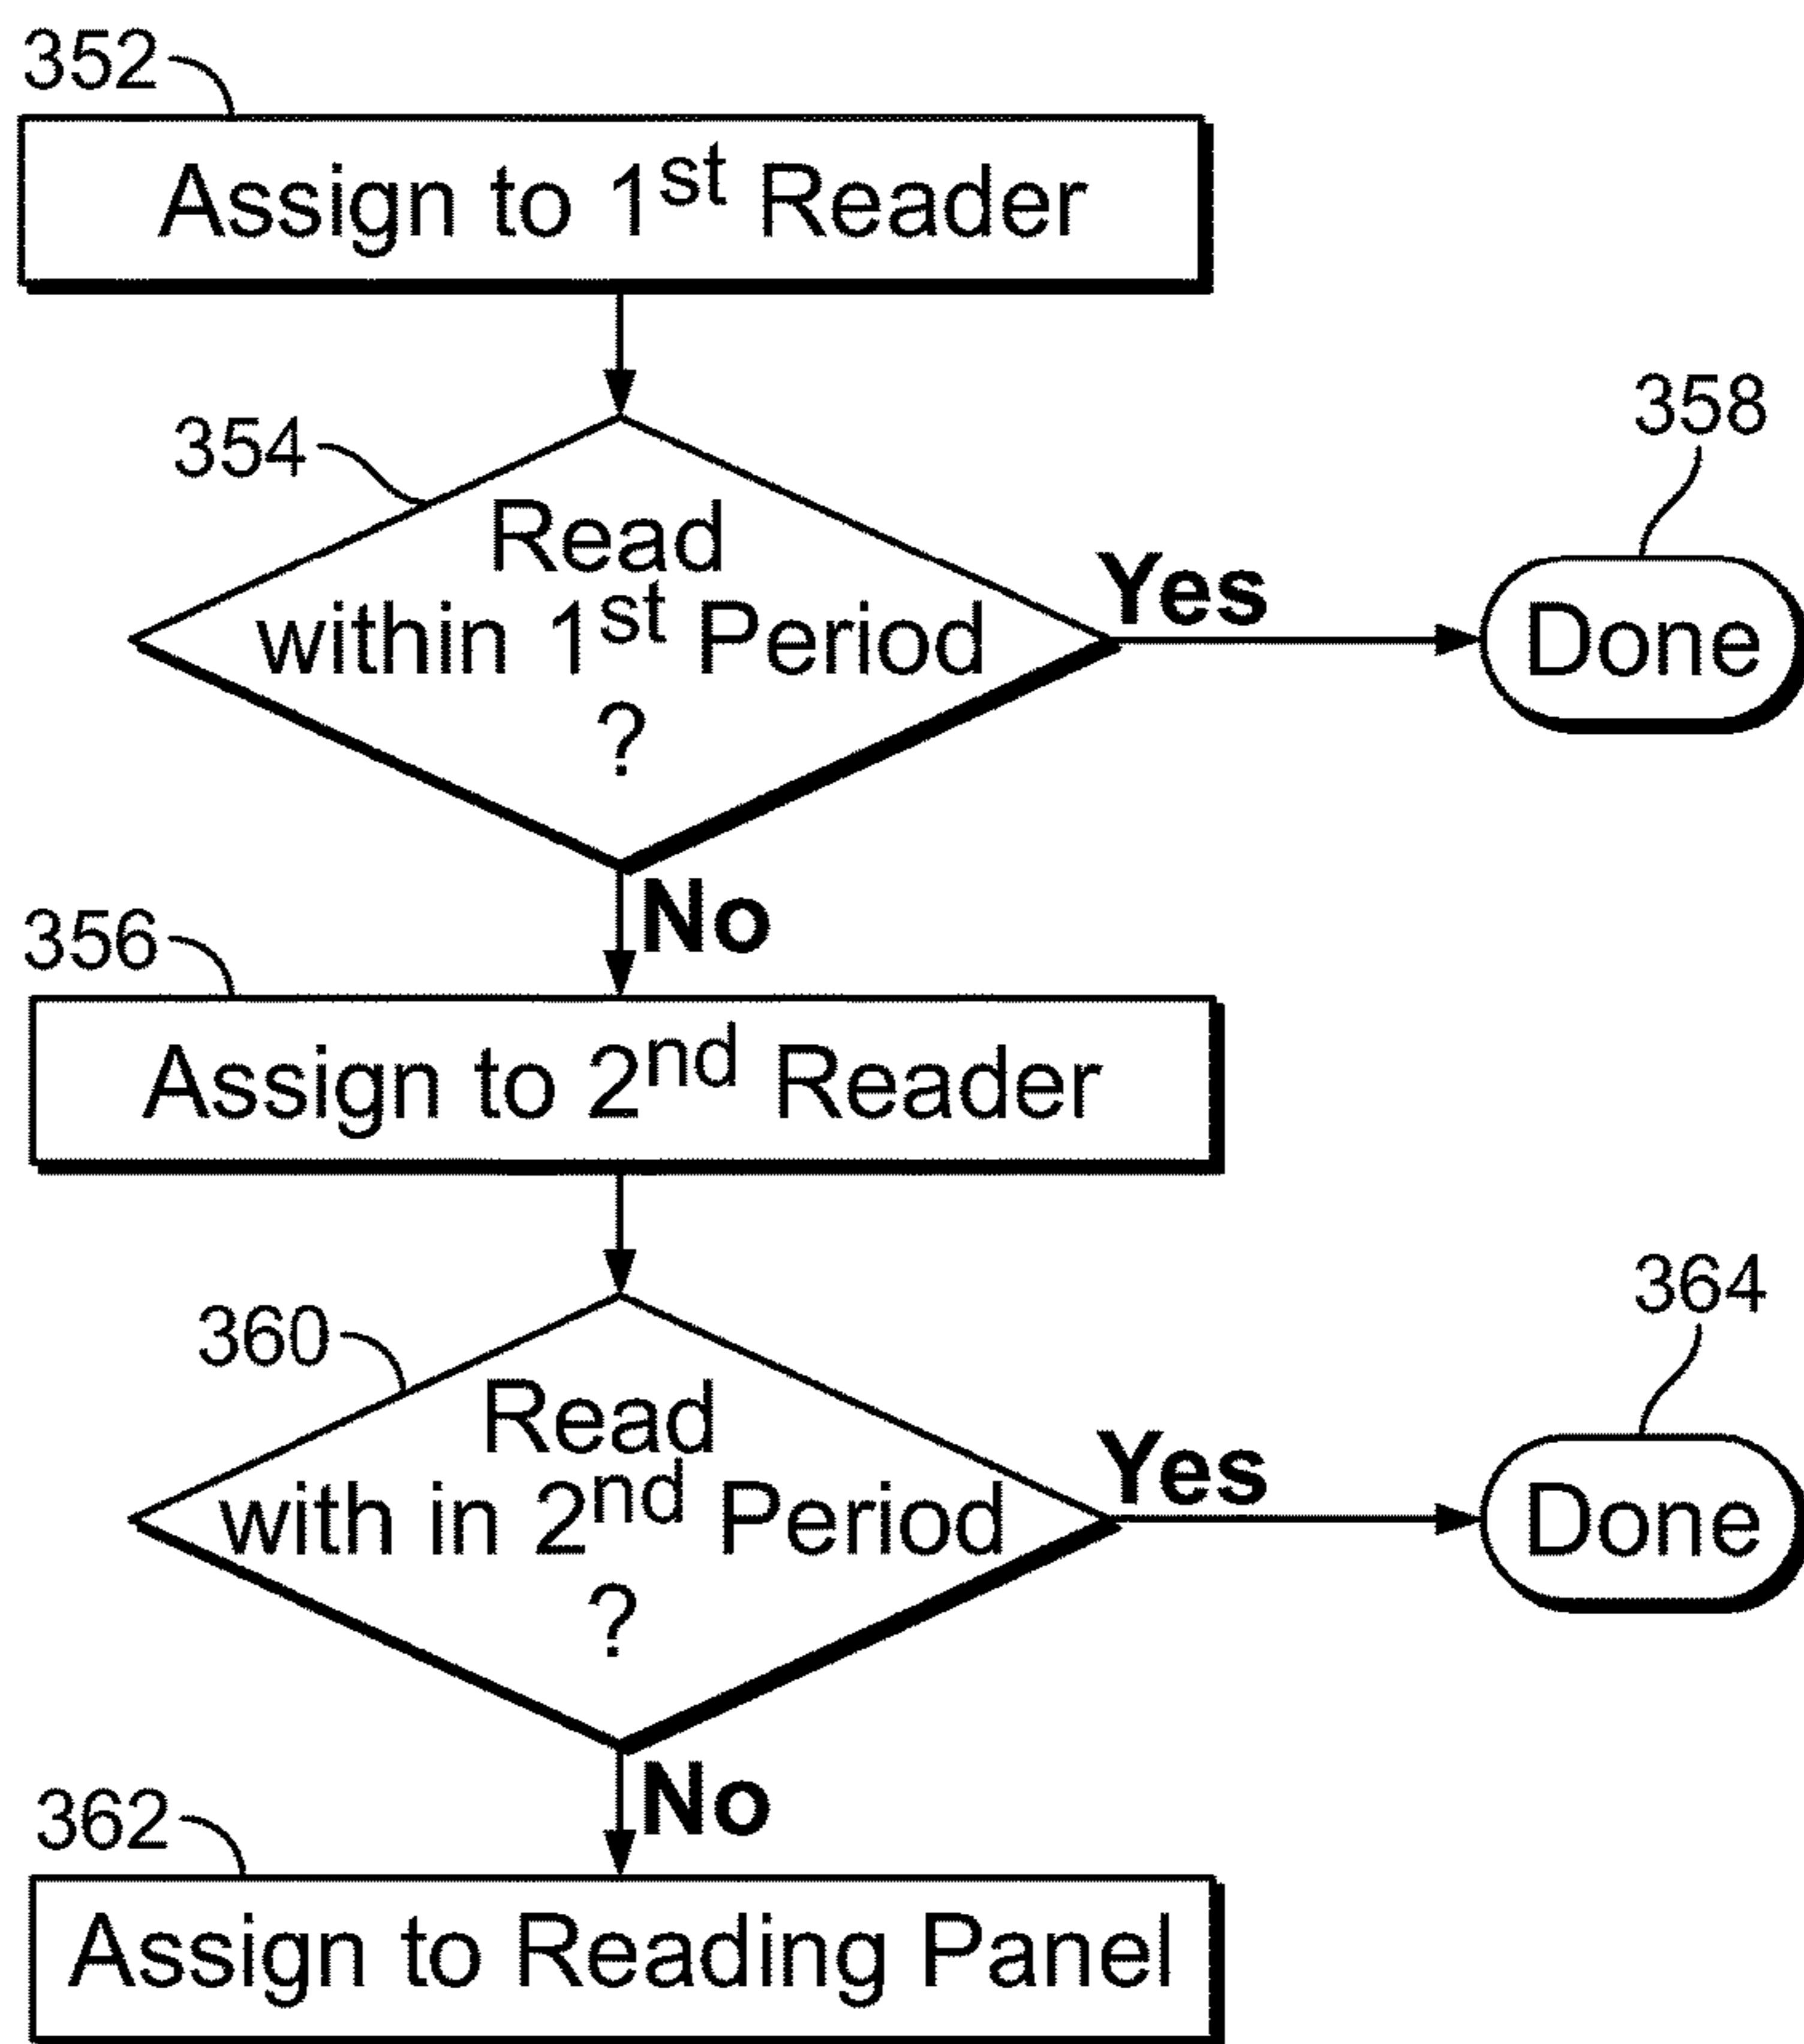 352
Assign to 1st Reader
354
Read
within 1st Period
?
Yes
358
Done
No
356
Assign to 2nd Reader
360
Read
with in 2nd Period
?
Yes
364
Done
No
362
Assign to Reading Panel